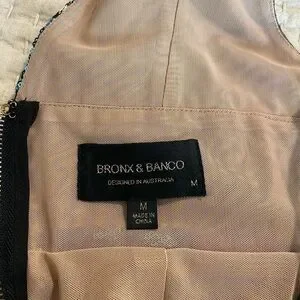 BRONX & BANCO
DESIGNED IN AUSTRALIA
M
M
MADE IN
CHINA